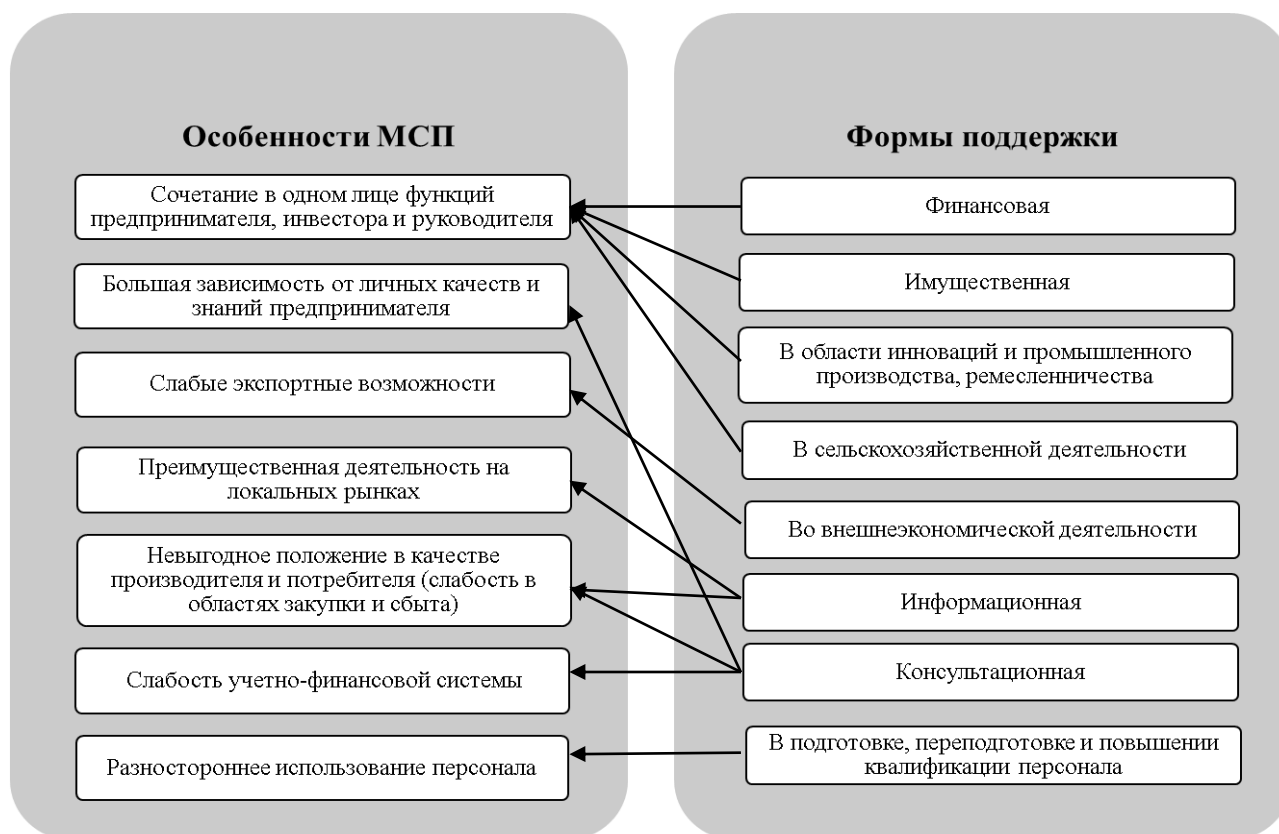 Особенности МСП
Сочетание в одном лице функций
предпринимателя, инвестора и руководителя
Большая зависимость от личных качеств и
знаний предпринимателя
Слабые экспортные возможности
Преимущественная деятельность на
локальных рынках
Невыгодное положение в качестве
производителя и потребителя (слабость в
областях закупки и сбыта)
Слабость учетно-финансовой системы
Разностороннее использование персонала
Формы поддержки
Финансовая
Имущественная
В области инноваций и промышленного
производства, ремесленничества
В сельскохозяйственной деятельности
Во внешнеэкономической деятельности
Информационная
Консультационная
В подготовке, переподготовке и повышении
квалификации персонала